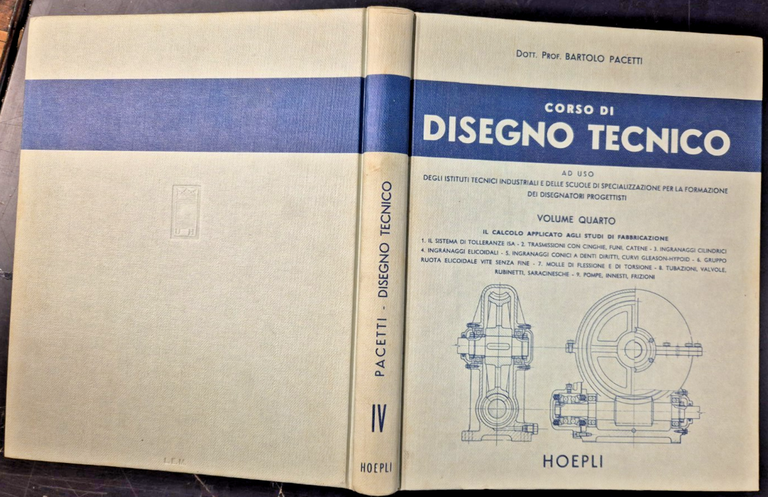 DOTT. PROF. BARTOLO PACETTI
CORSO DI
DISEGNO TECNICO
AD USO
DEGLI ISTITUTI TECNICI INDUSTRIALI E DELLE SCUOLE DI SPECIALIZZAZIONE PER LA FORMAZIONE
DEI DISEGNATORI PROGETTISTI
VOLUME QUARTO
IL CALCOLO APPLICATO AGLI STUDI DI FABBRICAZIONE
1. IL SISTEMA DI TOLLERANZE ISA - 2. TRASMISSIONI CON CINGHIE, FUNI, CATENE - 3. INGRANAGGI CILINDRICI
4. INGRANAGGI ELICOIDALI - 5. INGRANAGGI CONICI A DENTI DIRITTI, CURVI GLEASON-HYPOID - 6. GRUPPO
RUOTA ELICOIDALE VITE SENZA FINE - 7. MOLLE DI FLESSIONE E DI TORSIONE - 8. TUBAZIONI, VALVOLE,
RUBINETTI, SARACINESCHE - 9. POMPE, INNESTI, FRIZIONI
HOEPLI
PACETTI - DISEGNO TECNICO
IV
HOEPLI